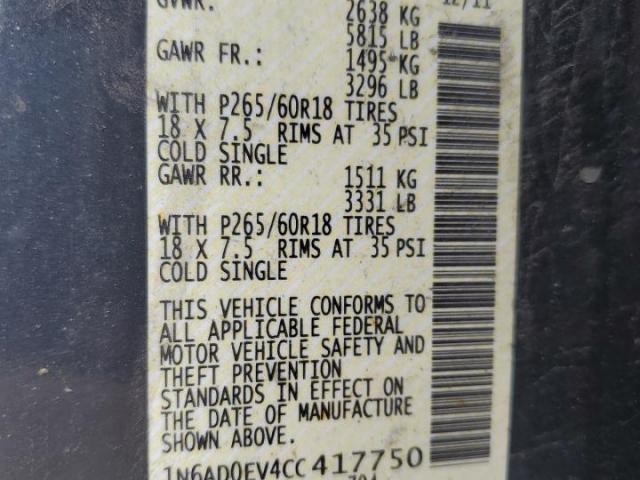 GVWR: 12/11
2638 KG
5815 LB
GAWR FR.: 1495 KG
3296 LB
WITH P265/60R18 TIRES
18 X 7.5 RIMS AT 35 PSI
COLD SINGLE
GAWR RR.: 1511 KG
3331 LB
WITH P265/60R18 TIRES
18 X 7.5 RIMS AT 35 PSI
COLD SINGLE
THIS VEHICLE CONFORMS TO
ALL APPLICABLE FEDERAL
MOTOR VEHICLE SAFETY AND
THEFT PREVENTION
STANDARDS IN EFFECT ON
THE DATE OF MANUFACTURE
SHOWN ABOVE.
1N6AD0EV4CC417750